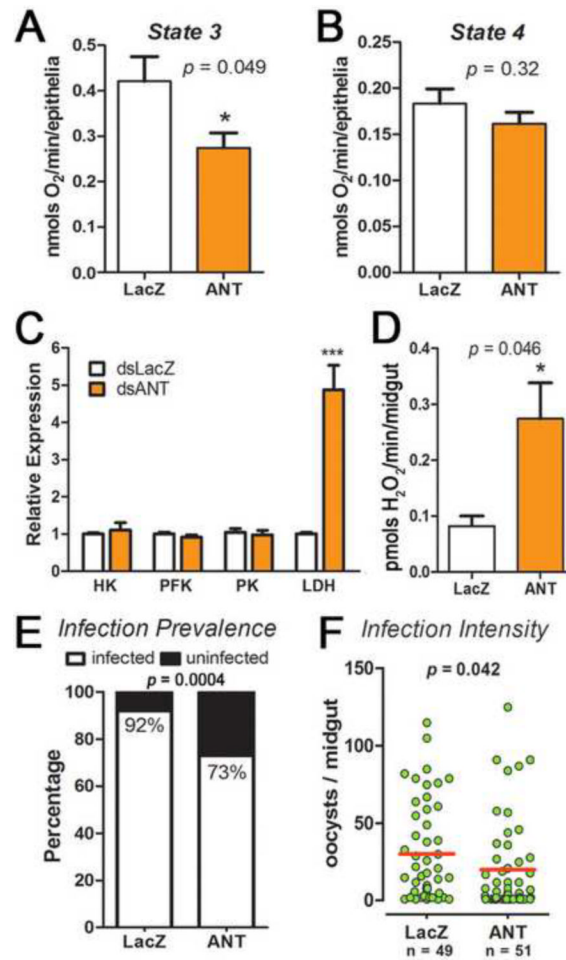 A
State 3
p = 0.049
*
nmols O₂/min/epithelia
0.5
0.4
0.3
0.2
0.1
0.0
LacZ
ANT
B
State 4
p = 0.32
nmols O₂/min/epithelia
0.25
0.20
0.15
0.10
0.05
0.00
LacZ
ANT
C
dsLacZ
dsANT
***
Relative Expression
6
5
4
3
2
1
0
HK
PFK
PK
LDH
D
p = 0.046
*
pmols H₂O₂/min/midgut
0.4
0.3
0.2
0.1
0.0
LacZ
ANT
E
Infection Prevalence
infected
uninfected
p = 0.0004
92%
73%
Percentage
100
80
60
40
20
0
LacZ
ANT
F
Infection Intensity
p = 0.042
oocysts / midgut
150
100
50
0
LacZ
ANT
n = 49
n = 51